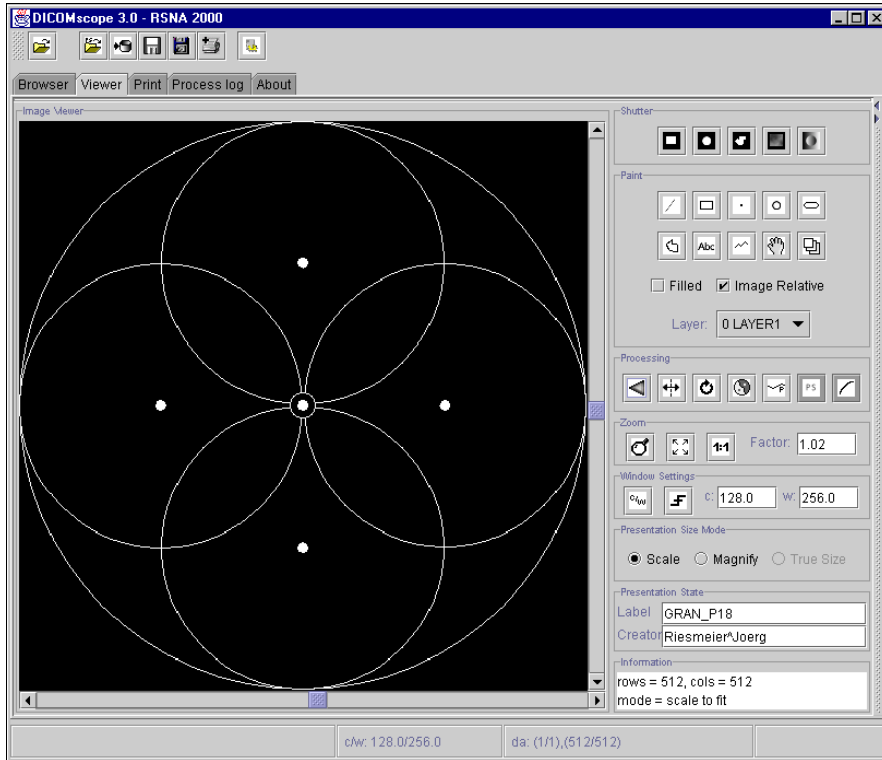 DICOMscope 3.0 - RSNA 2000
Browser Viewer Print Process log About
Image Viewer
Shutter
Paint
Abc
Filled Image Relative
Layer: 0 LAYER1
Processing
PS
Zoom
1:1 Factor: 1.02
Window Settings
C/W c: 128.0 w: 256.0
Presentation Size Mode
Scale Magnify True Size
Presentation State
Label GRAN_P18
Creator Riesmeier^Joerg
Information
rows = 512, cols = 512
mode = scale to fit
c/w: 128.0/256.0 da: (1/1),(512/512)